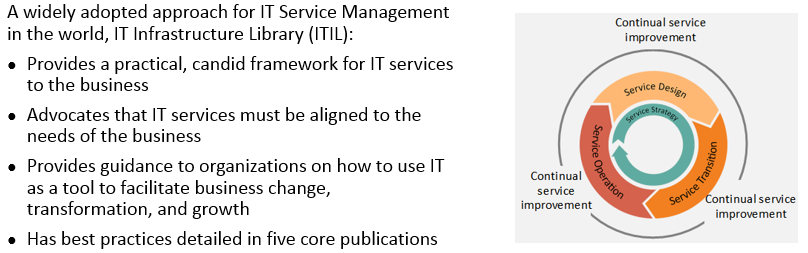 A widely adopted approach for IT Service Management
in the world, IT Infrastructure Library (ITIL):
• Provides a practical, candid framework for IT services
to the business
• Advocates that IT services must be aligned to the
needs of the business
• Provides guidance to organizations on how to use IT
as a tool to facilitate business change,
transformation, and growth
• Has best practices detailed in five core publications
Continual service
improvement
Service Design
Service Strategy
Service Operation
Service Transition
Continual
service
improvement
Continual service
improvement